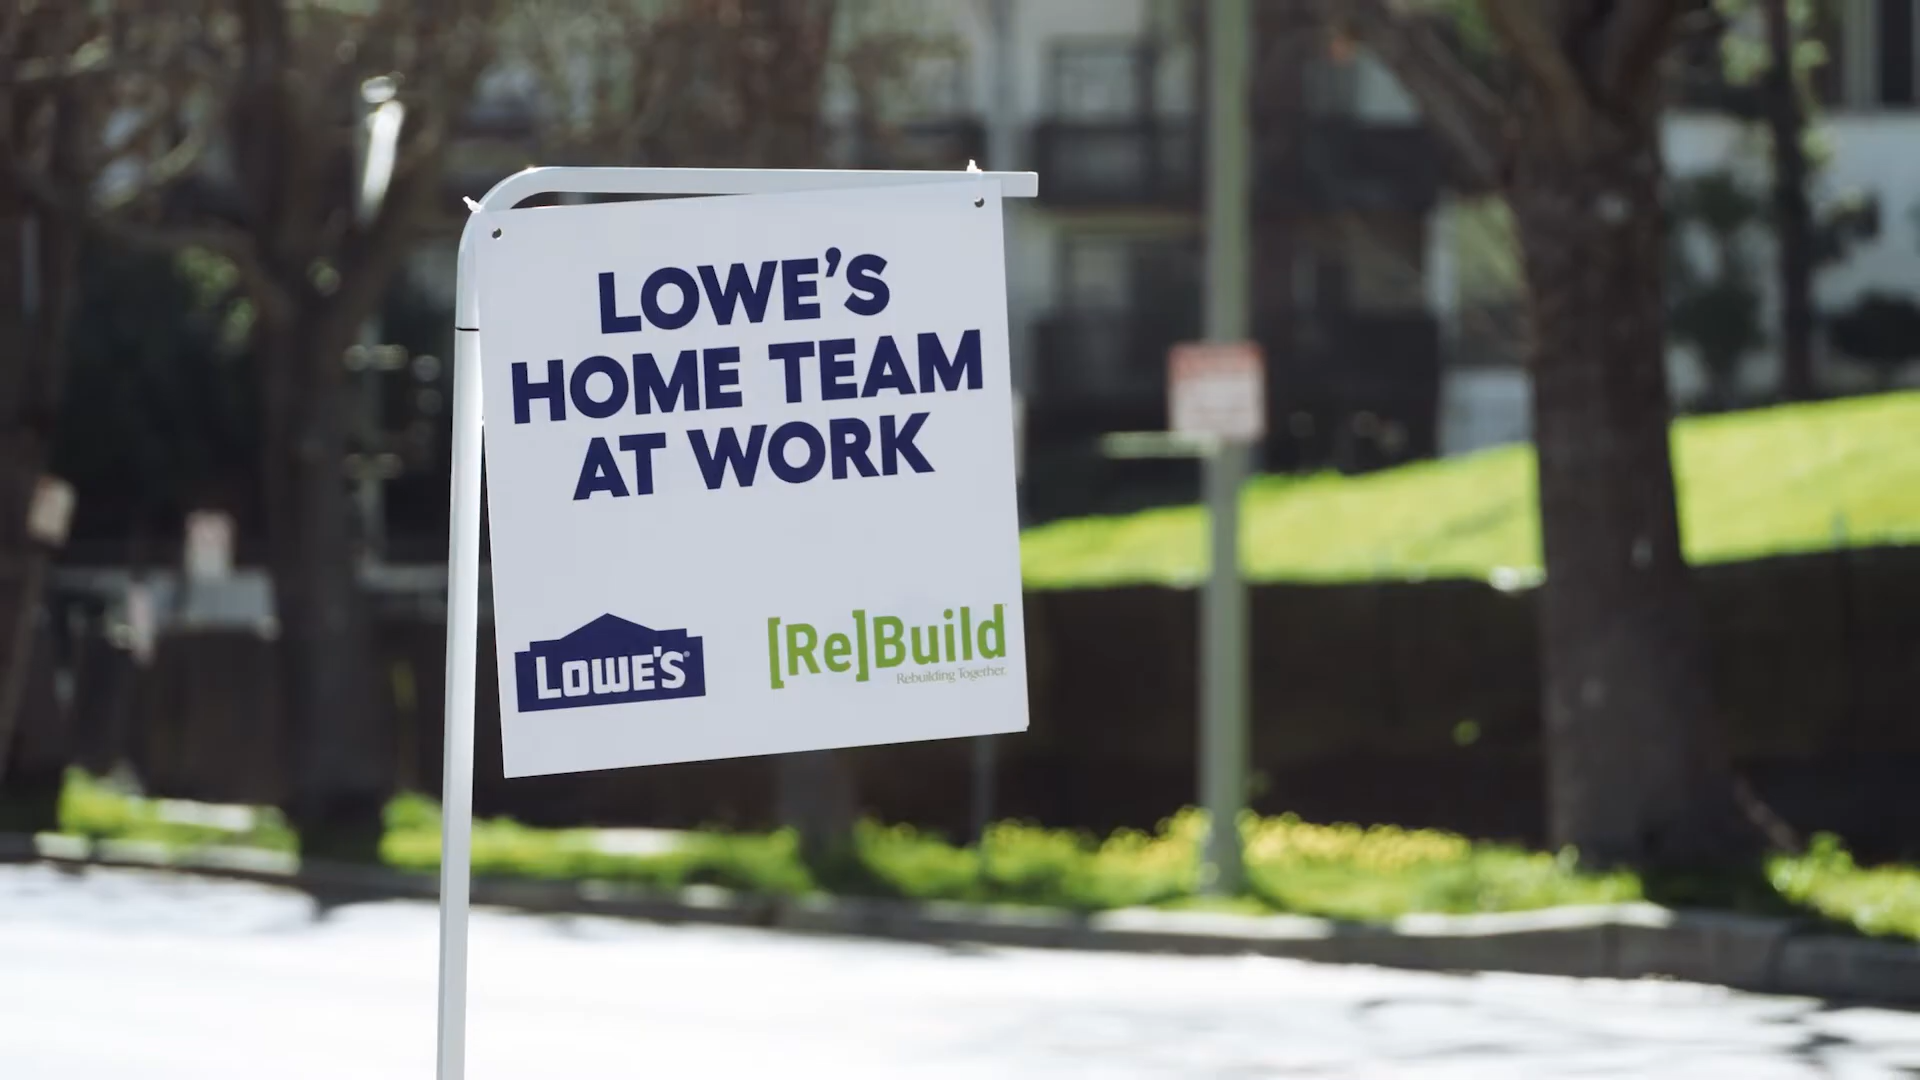 LOWE'S
HOME TEAM
AT WORK
LOWE'S
[Re]Build
Rebuilding Together